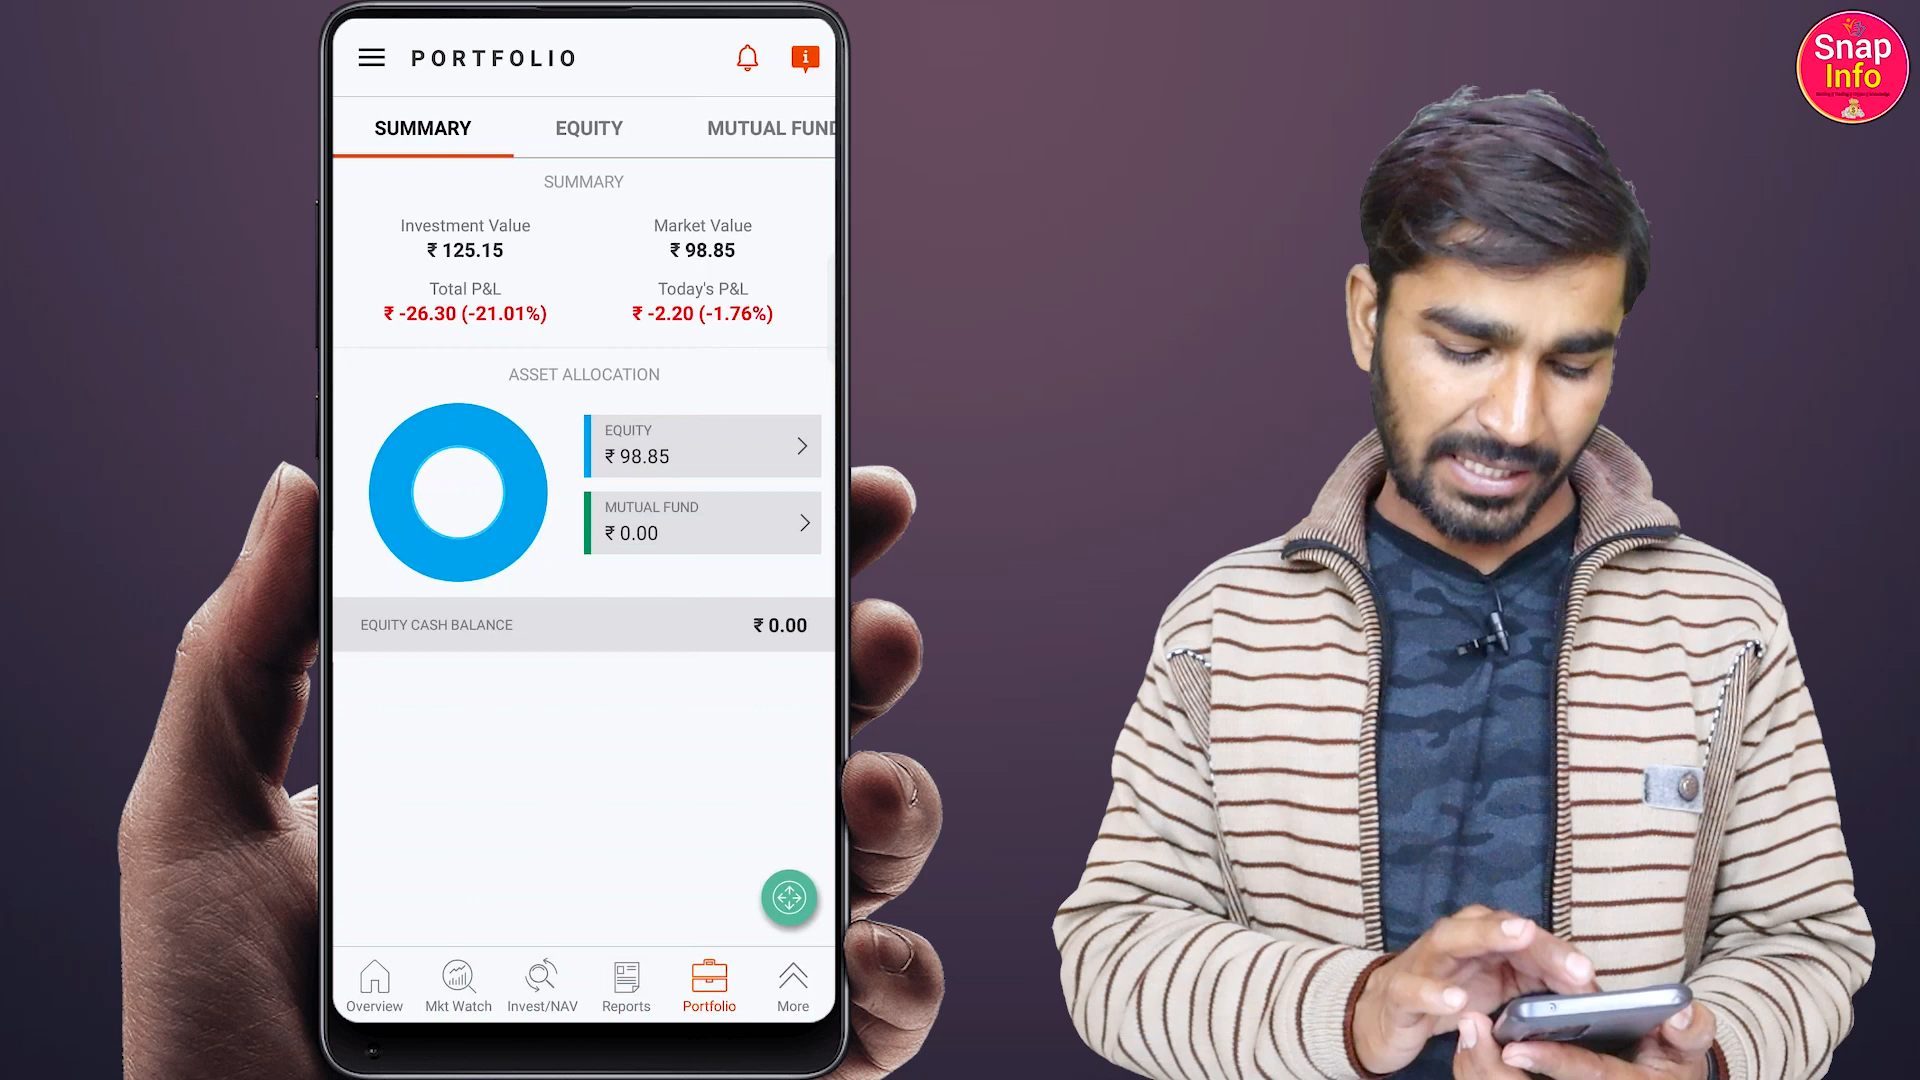 PORTFOLIO
SUMMARY EQUITY MUTUAL FUND
SUMMARY
Investment Value Market Value
₹ 125.15 ₹ 98.85
Total P&L Today's P&L
₹ -26.30 (-21.01%) ₹ -2.20 (-1.76%)
ASSET ALLOCATION
EQUITY
₹ 98.85
MUTUAL FUND
₹ 0.00
EQUITY CASH BALANCE ₹ 0.00
Overview Mkt Watch Invest/NAV Reports Portfolio More
Snap
Info